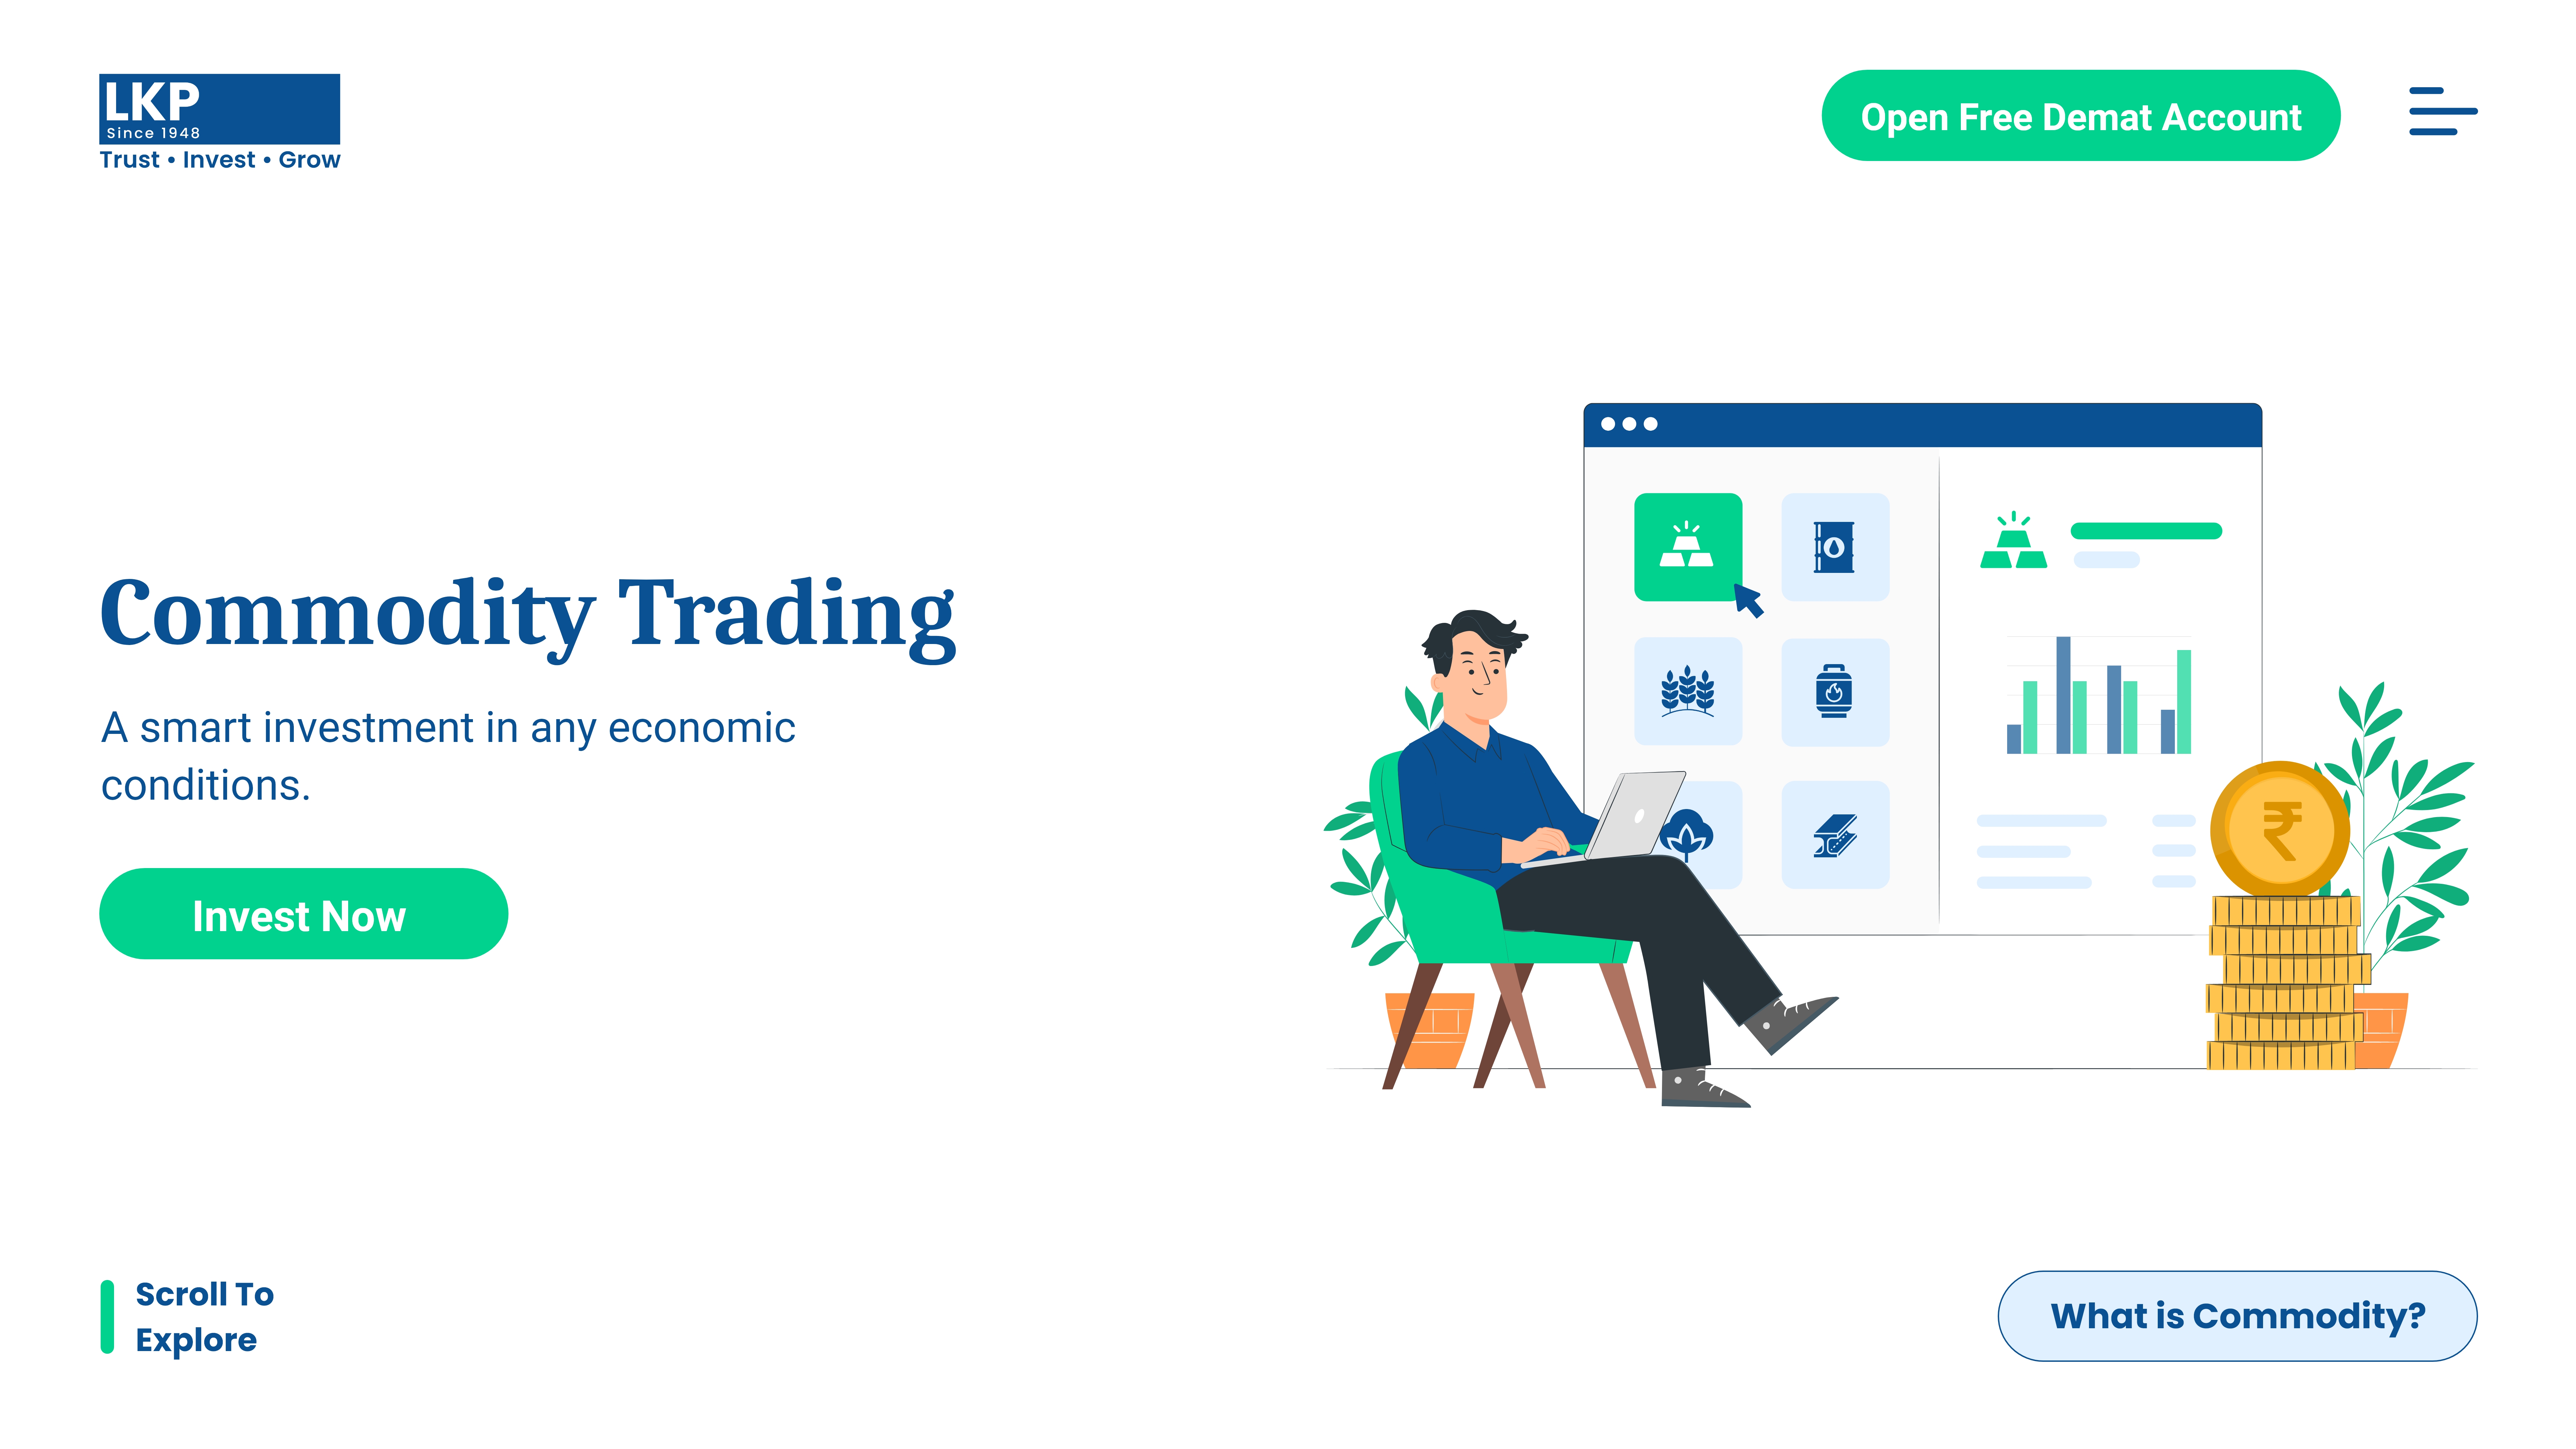 LKP
Since 1948
Trust • Invest • Grow
Open Free Demat Account
Commodity Trading
A smart investment in any economic
conditions.
Invest Now
₹
Scroll To
Explore
What is Commodity?